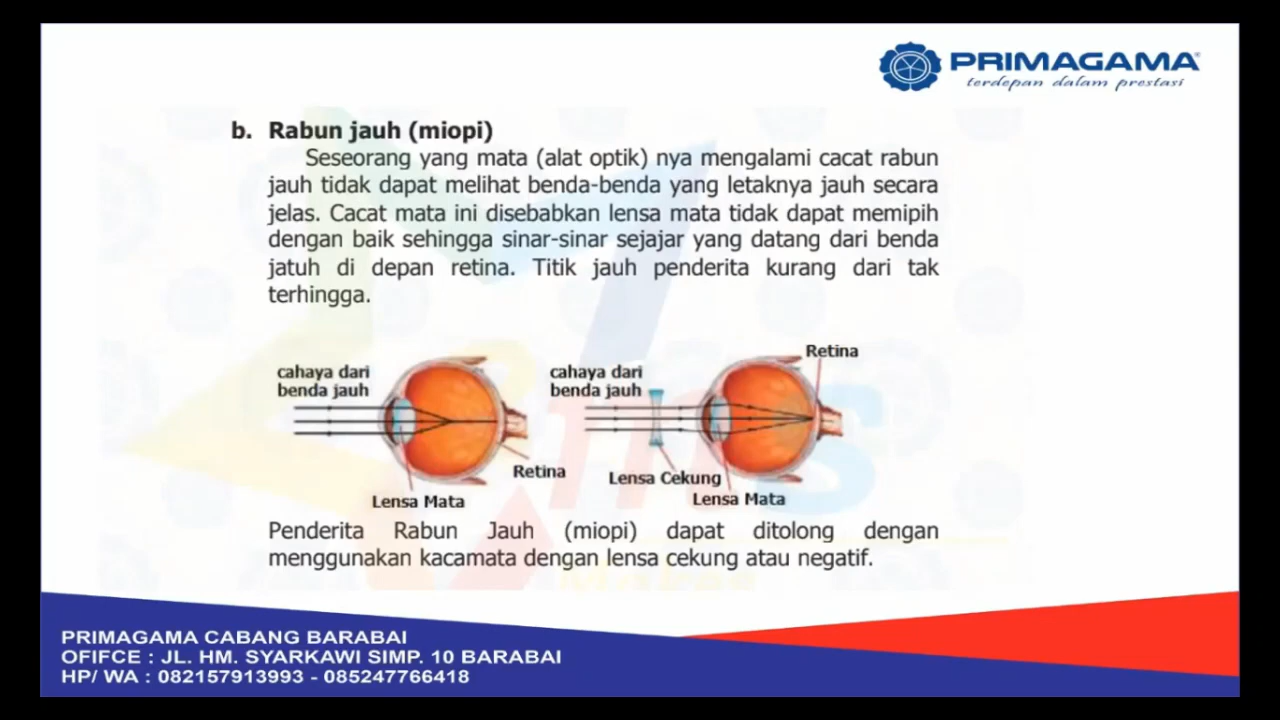 PRIMAGAMA
terdepan dalam prestasi
b. Rabun jauh (miopi)
Seseorang yang mata (alat optik) nya mengalami cacat rabun
jauh tidak dapat melihat benda-benda yang letaknya jauh secara
jelas. Cacat mata ini disebabkan lensa mata tidak dapat memipih
dengan baik sehingga sinar-sinar sejajar yang datang dari benda
jatuh di depan retina. Titik jauh penderita kurang dari tak
terhingga.
cahaya dari
benda jauh
Retina
Lensa Mata
cahaya dari
benda jauh
Retina
Lensa Cekung
Lensa Mata
Penderita Rabun Jauh (miopi) dapat ditolong dengan
menggunakan kacamata dengan lensa cekung atau negatif.
PRIMAGAMA CABANG BARABAI
OFIFCE : JL. HM. SYARKAWI SIMP. 10 BARABAI
HP/ WA : 082157913993 - 085247766418